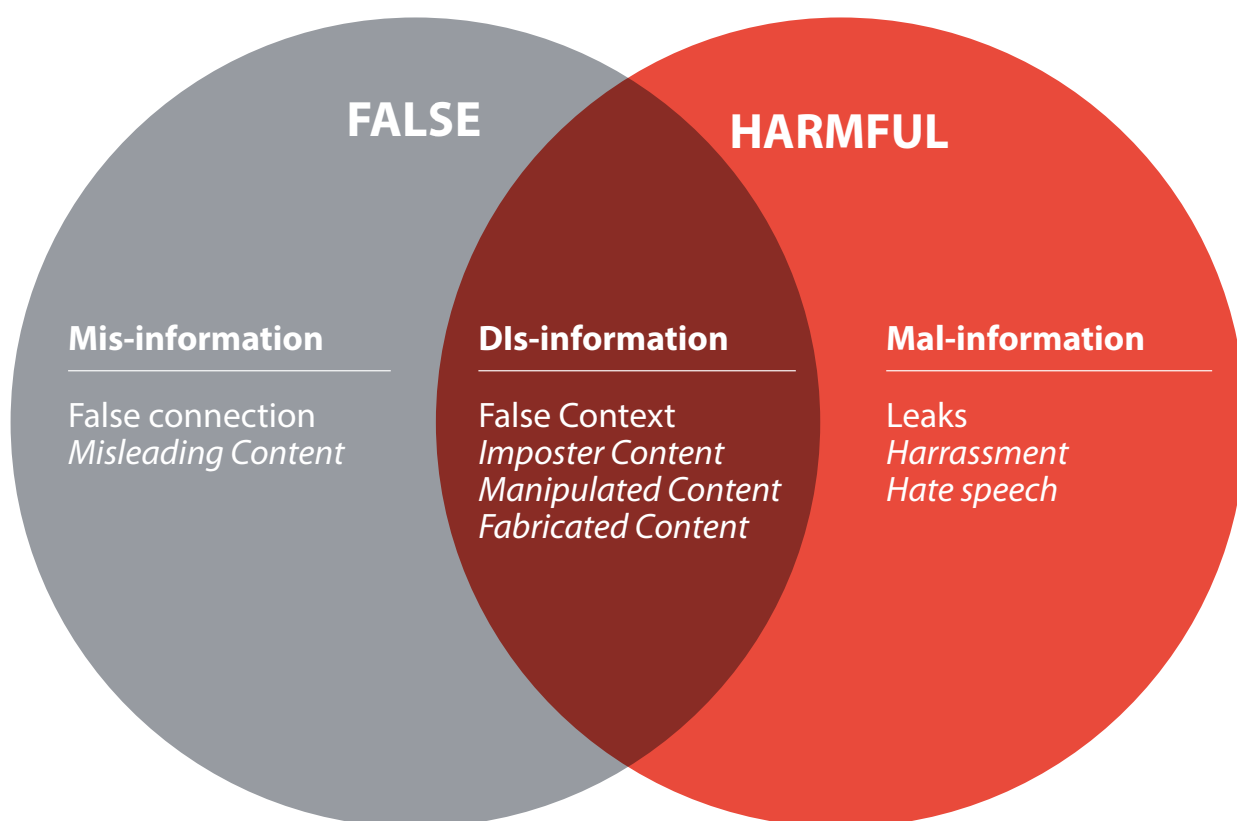 FALSE
HARMFUL
Mis-information
False connection
Misleading Content
DIs-information
False Context
Imposter Content
Manipulated Content
Fabricated Content
Mal-information
Leaks
Harrassment
Hate speech